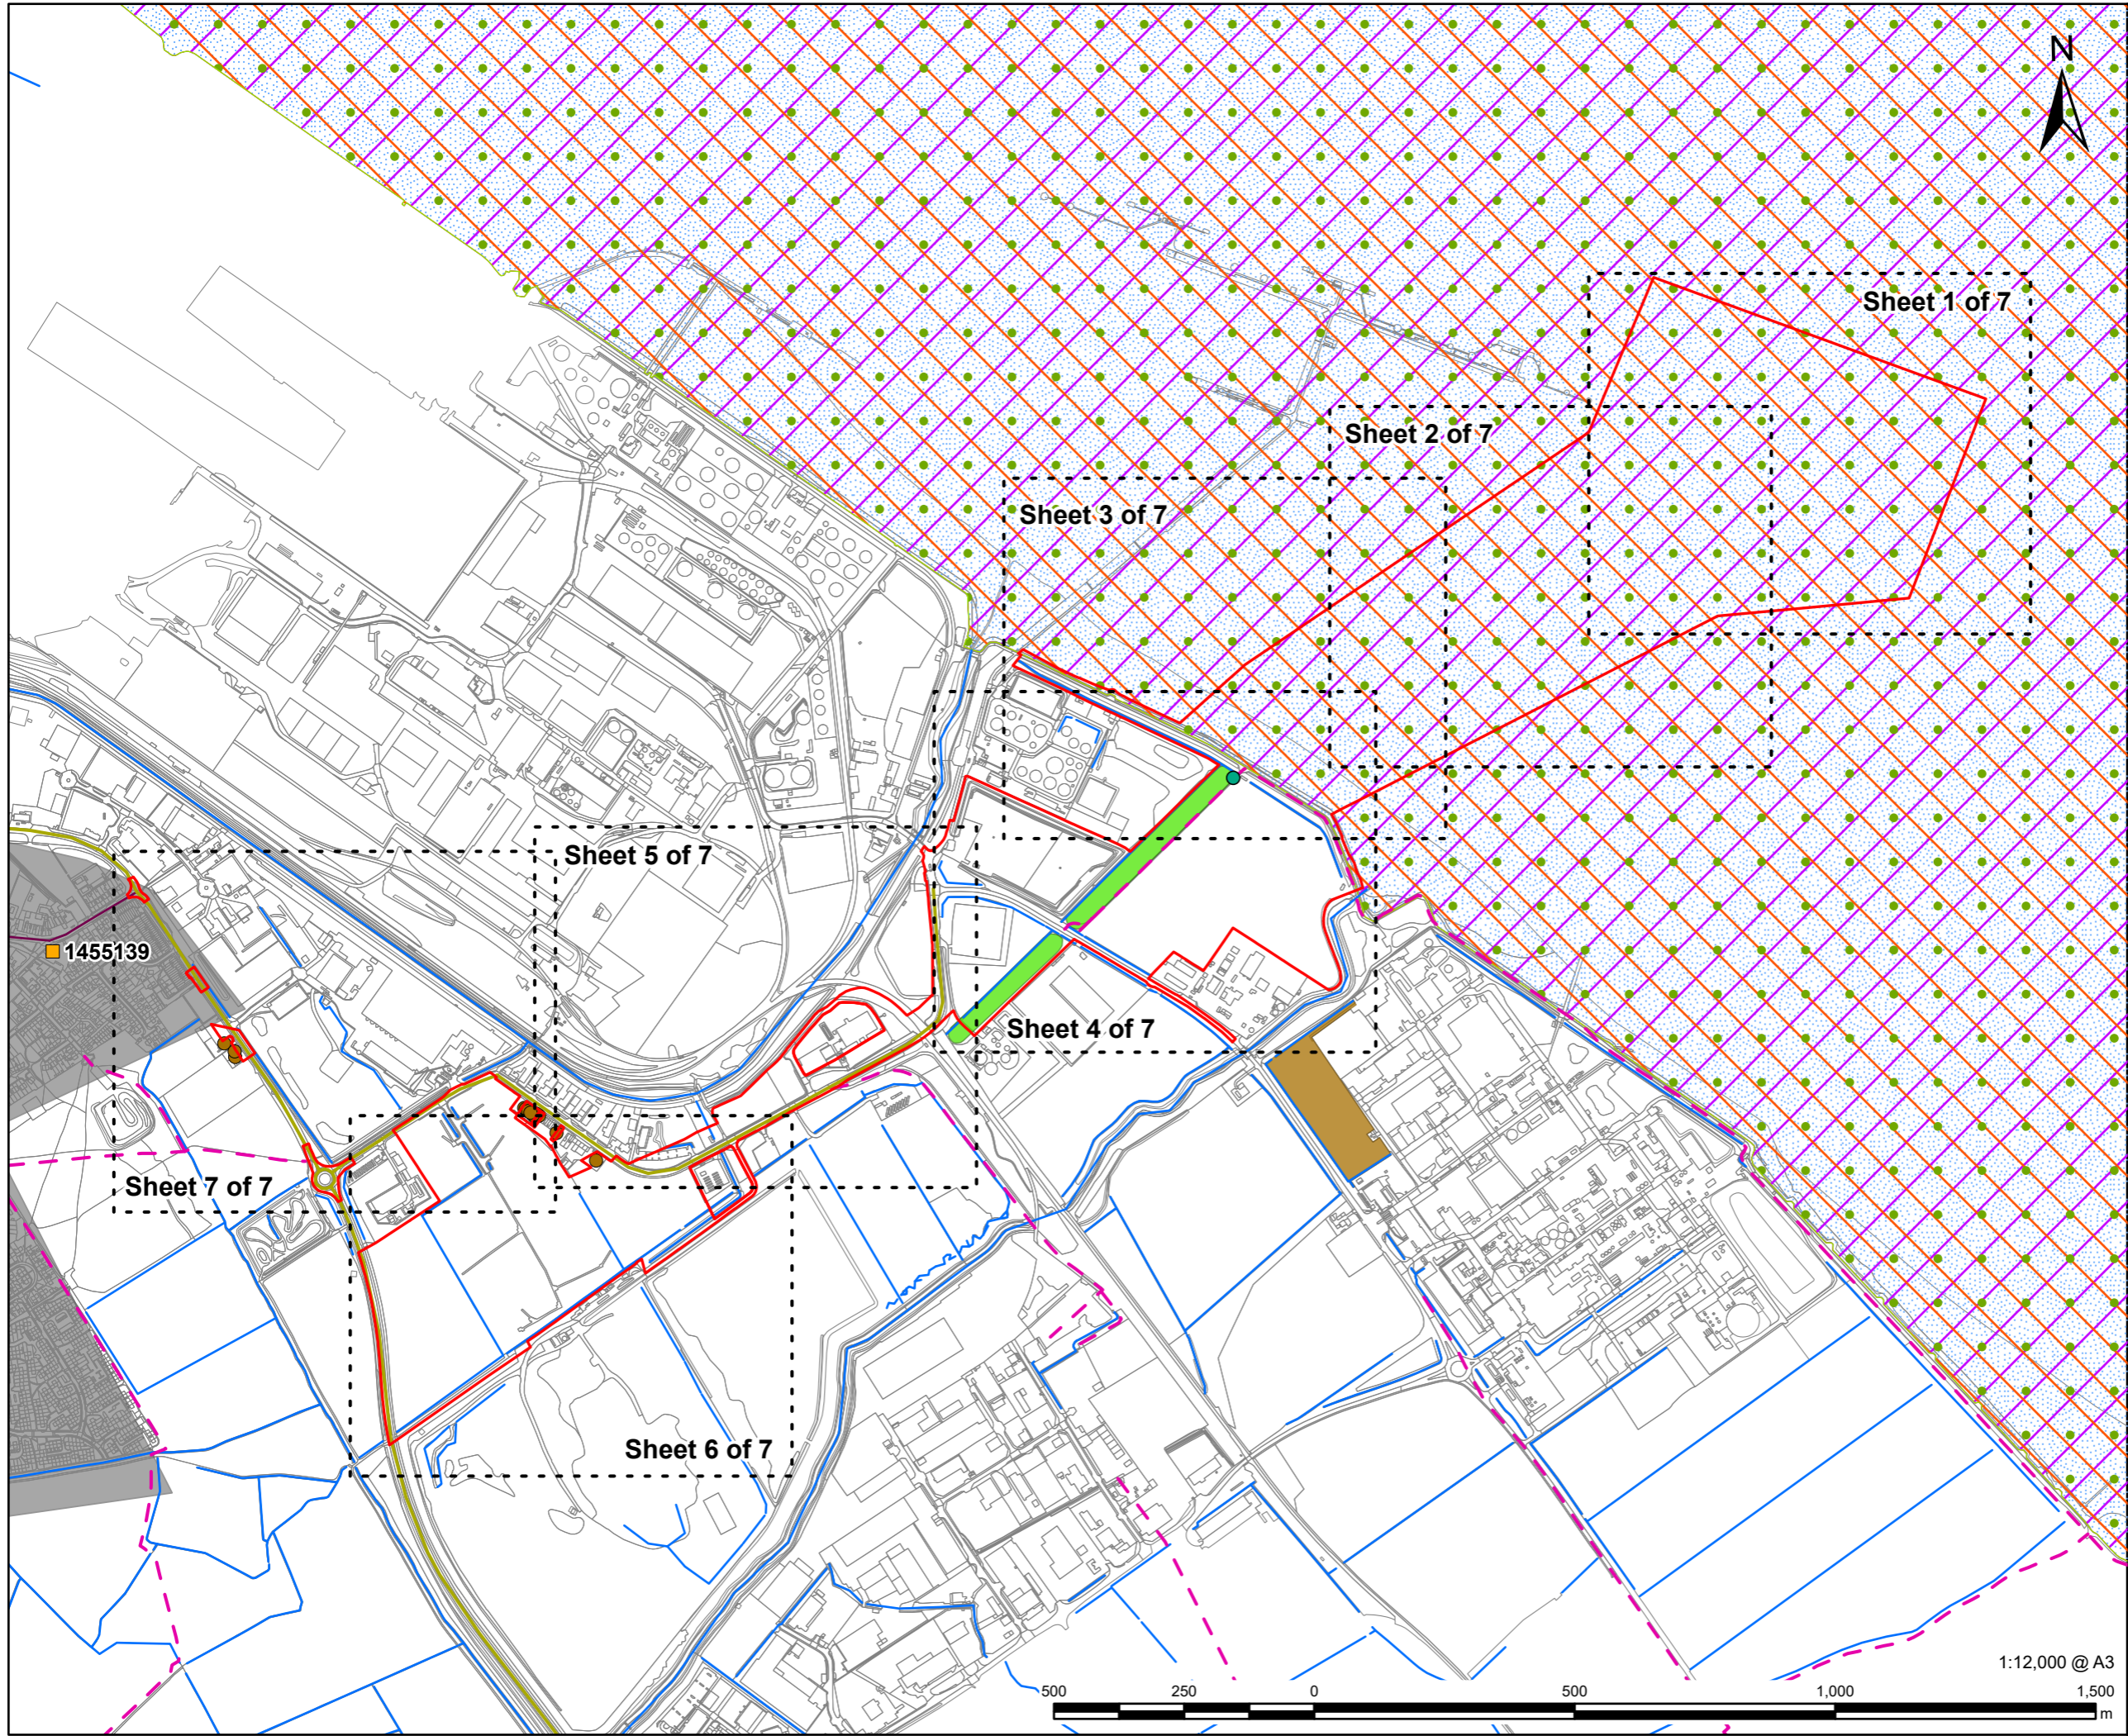 N
Sheet 1 of 7
Sheet 2 of 7
Sheet 3 of 7
Sheet 5 of 7
1455139
Sheet 4 of 7
Sheet 7 of 7
Sheet 6 of 7
1:12,000 @ A3
500 250 0 500 1,000 1,500
m